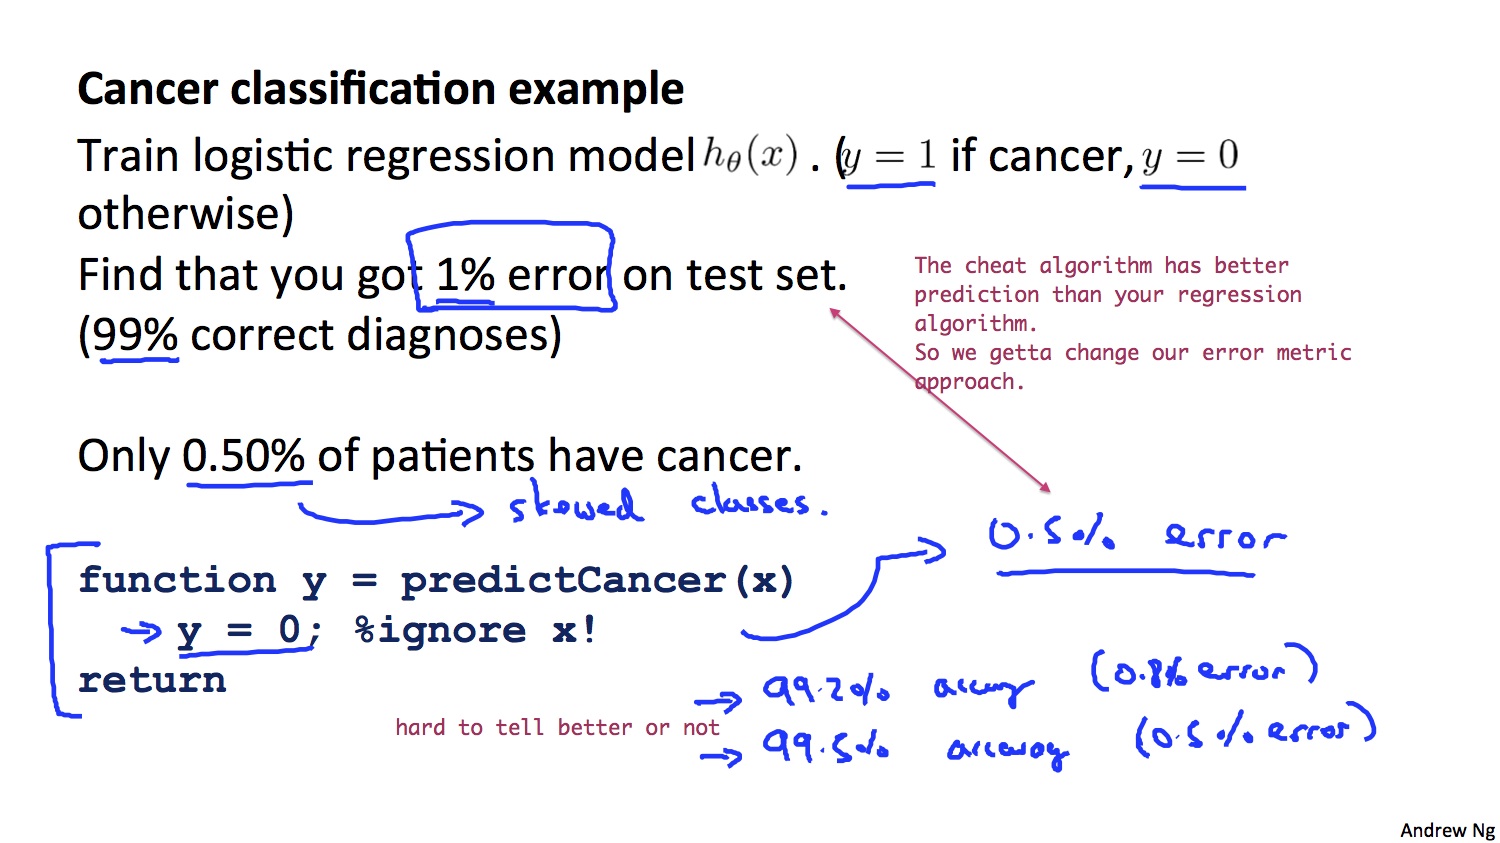 Cancer classification example
Train logistic regression model hθ(x) . (y = 1 if cancer, y = 0
otherwise)
Find that you got 1% error on test set.
(99% correct diagnoses)
The cheat algorithm has better
prediction than your regression
algorithm.
So we getta change our error metric
approach.
Only 0.50% of patients have cancer.
skewed classes.
0.5% error
function y = predictCancer(x)
y = 0; %ignore x!
return
hard to tell better or not
99.2% accuracy (0.8% error)
99.5% accuracy (0.5% error)
Andrew Ng